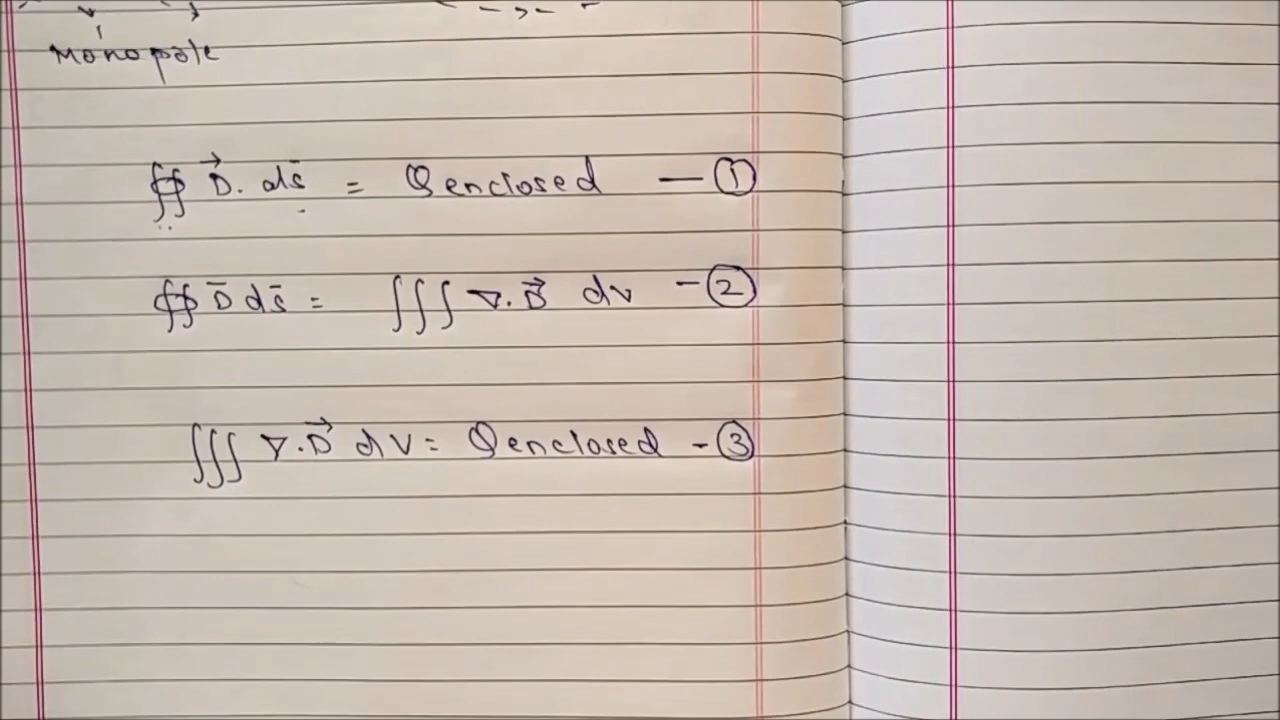 Monopole
∯ D⃗. ds̄ = Qenclosed — ①
∯ D̄ ds̄ = ∭ ∇. D⃗ dv - ②
∭ ∇. D⃗ dv = Qenclosed - ③